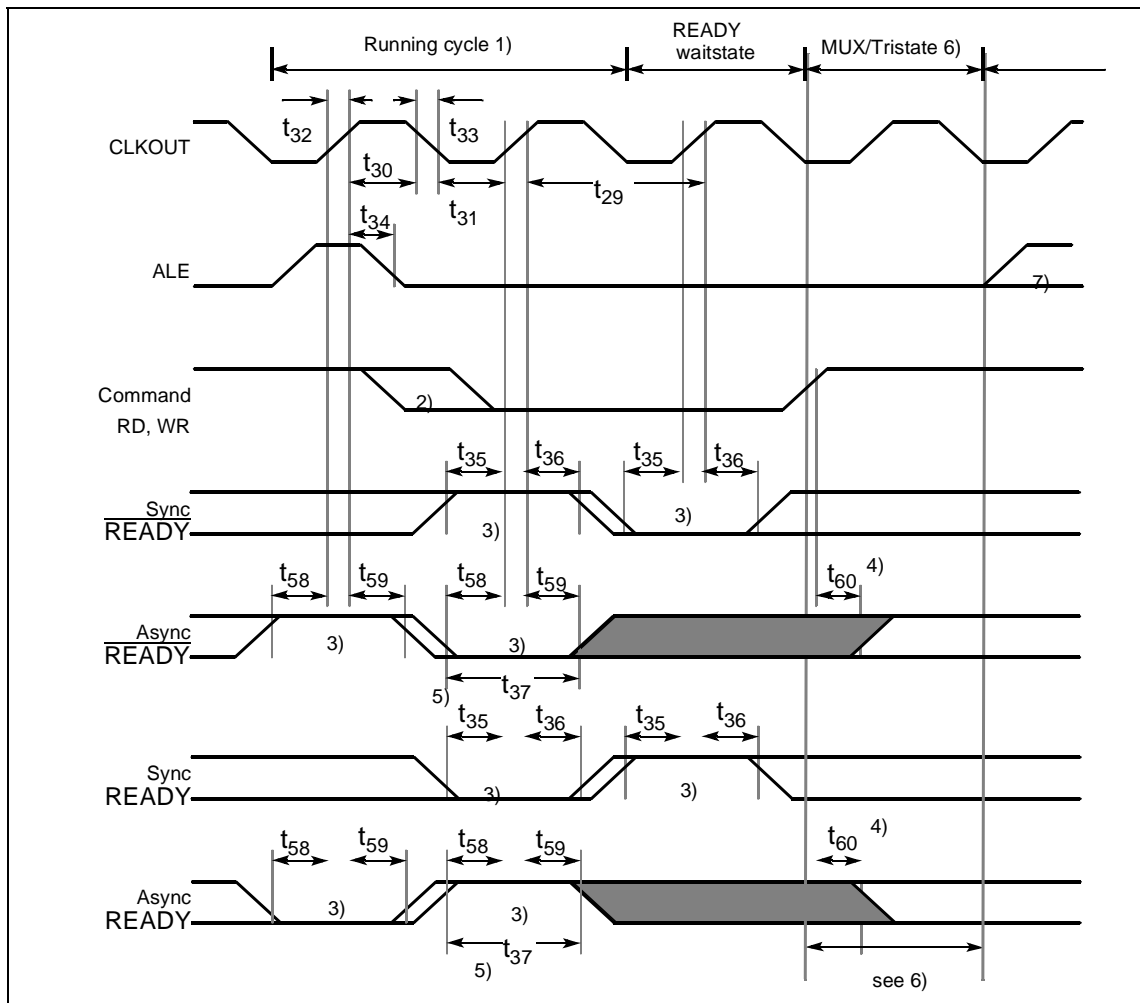 Running cycle 1)
READY
waitstate
MUX/Tristate 6)
CLKOUT
t32
t33
t30
t31
t29
t34
ALE
7)
Command
RD, WR
2)
t35
t36
t35
t36
Sync
READY
3)
3)
t58
t59
t58
t59
t60
4)
Async
READY
3)
3)
t37
5)
t35
t36
t35
t36
Sync
READY
3)
3)
t58
t59
t58
t59
t60
4)
Async
READY
3)
3)
t37
5)
see 6)